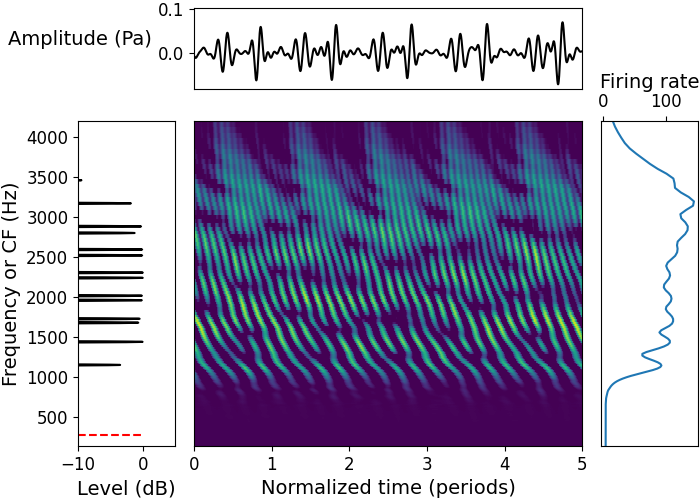 0.1
Amplitude (Pa)
0.0
Firing rate
0 100
4000
3500
3000
2500
2000
1500
1000
500
Frequency or CF (Hz)
−10 0
0 1 2 3 4 5
Level (dB)
Normalized time (periods)